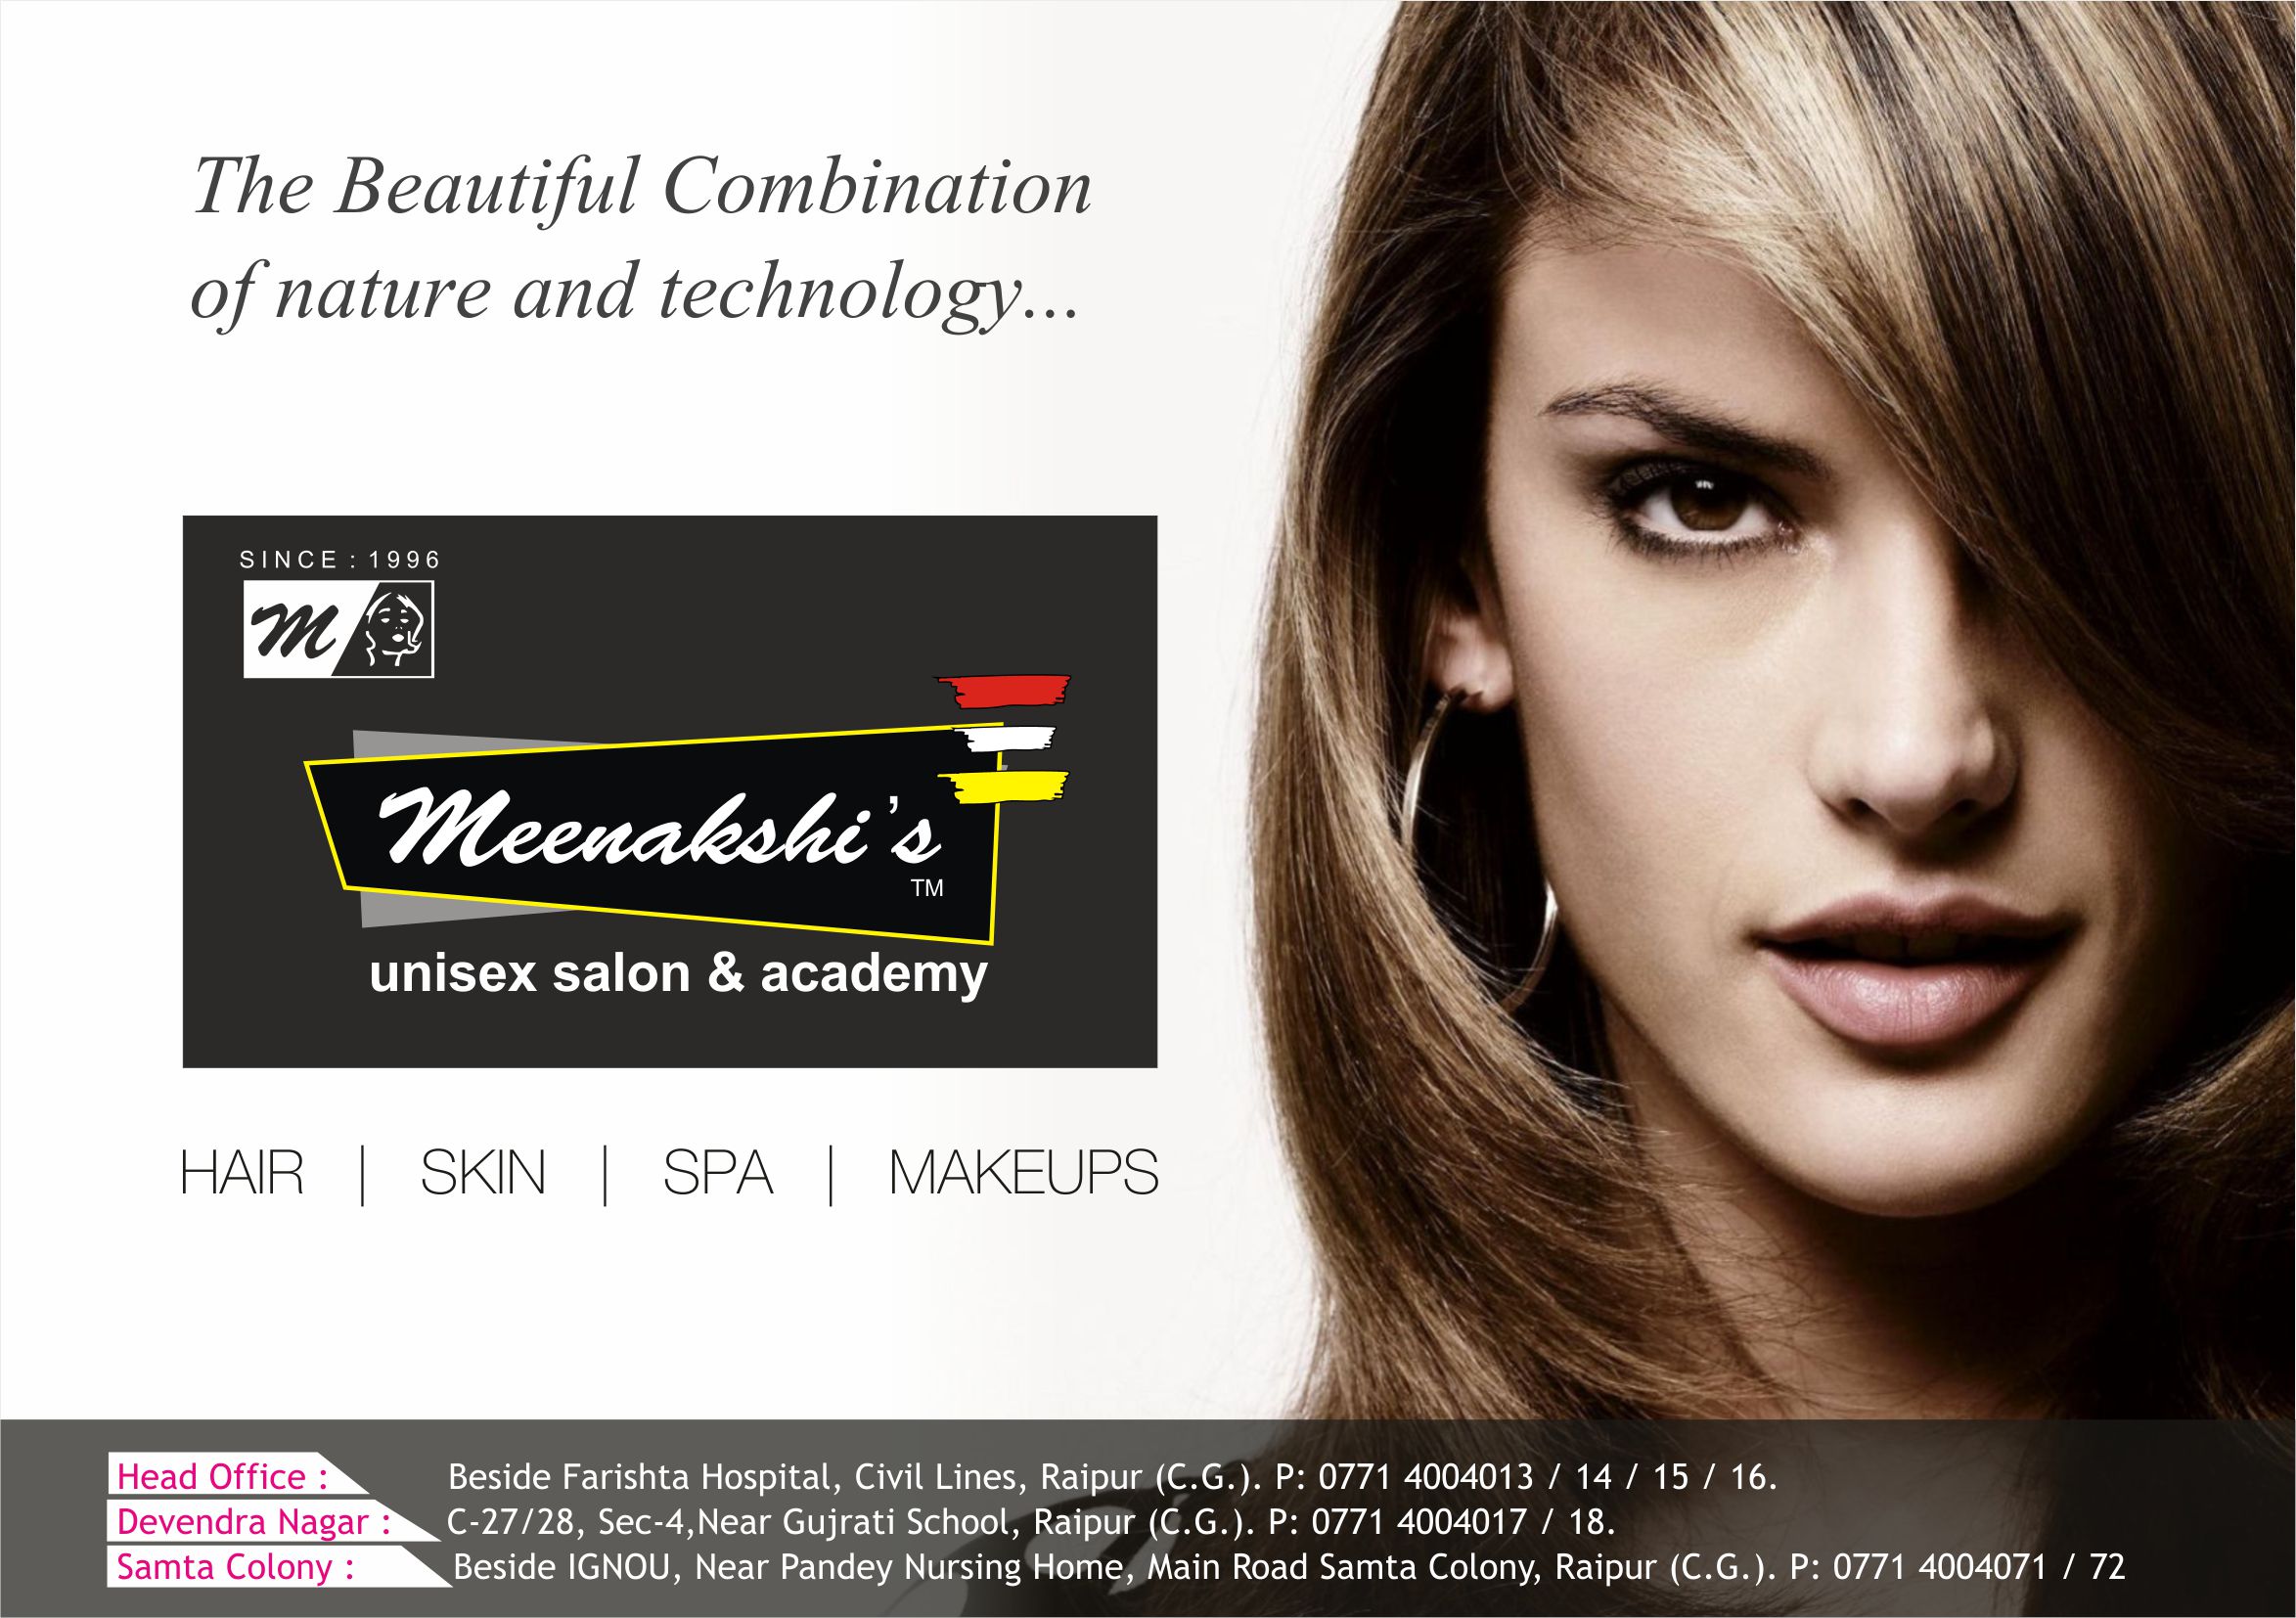 The Beautiful Combination
of nature and technology...
SINCE : 1996
M
Meenakshi's
TM
unisex salon & academy
HAIR | SKIN | SPA | MAKEUPS
Head Office : Beside Farishta Hospital, Civil Lines, Raipur (C.G.). P: 0771 4004013 / 14 / 15 / 16.
Devendra Nagar : C-27/28, Sec-4,Near Gujrati School, Raipur (C.G.). P: 0771 4004017 / 18.
Samta Colony : Beside IGNOU, Near Pandey Nursing Home, Main Road Samta Colony, Raipur (C.G.). P: 0771 4004071 / 72